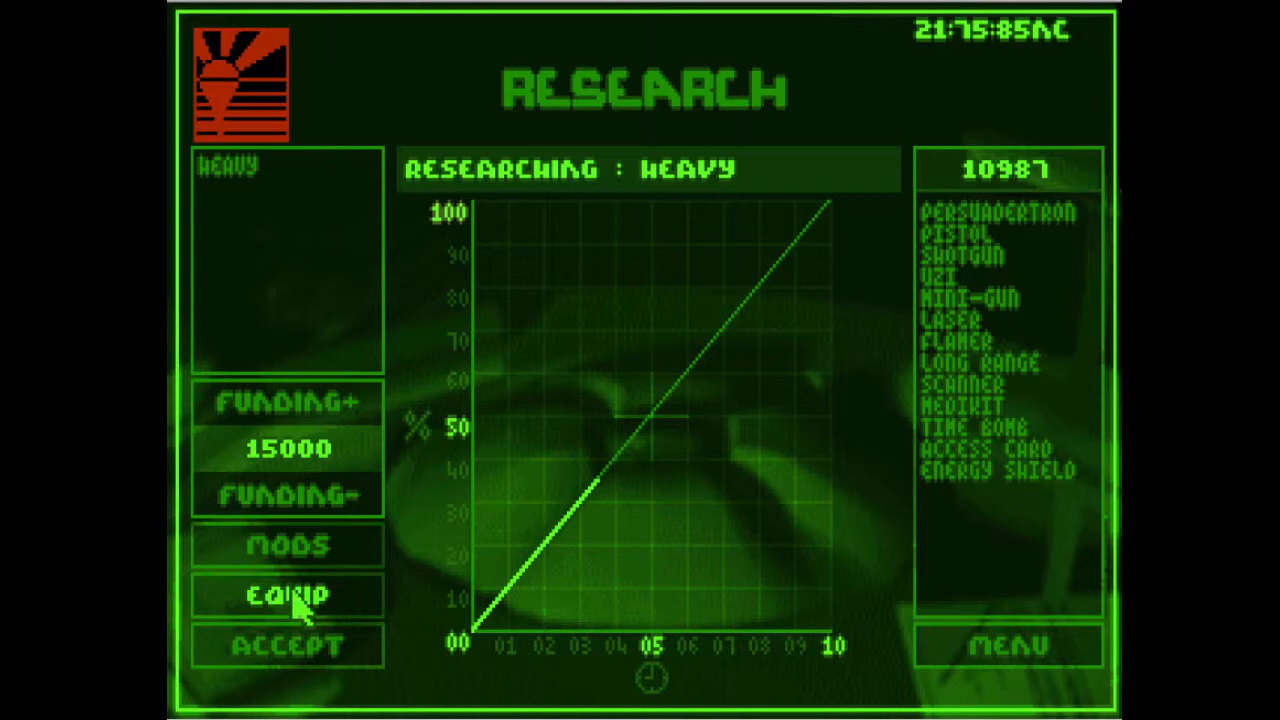 21:75:85NC
RESEARCH
HEAVY
FUNDING+
15000
FUNDING-
MODS
EQUIP
ACCEPT
RESEARCHING : HEAVY
100
90
80
70
60
% 50
40
30
20
10
00 01 02 03 04 05 06 07 08 09 10
10987
PERSUADERTRON
PISTOL
SHOTGUN
UZI
MINI-GUN
LASER
FLAMER
LONG RANGE
SCANNER
MEDIKIT
TIME BOMB
ACCESS CARD
ENERGY SHIELD
MENU